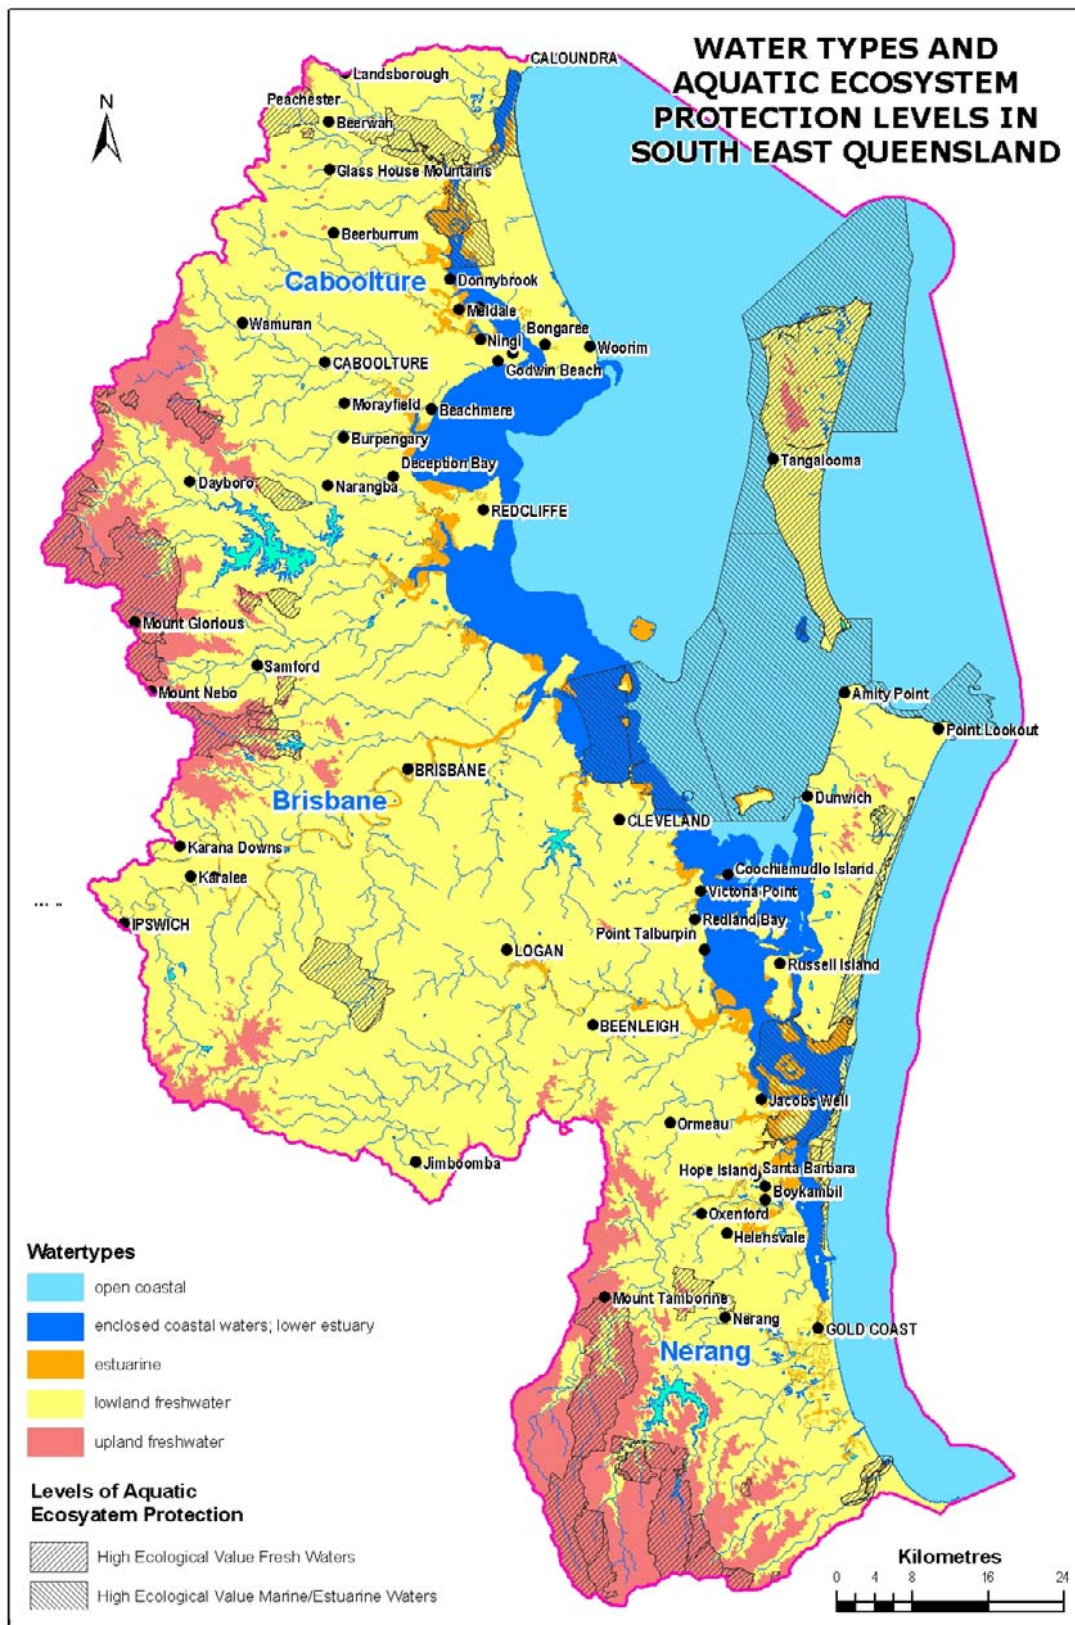 WATER TYPES AND
AQUATIC ECOSYSTEM
PROTECTION LEVELS IN
SOUTH EAST QUEENSLAND
N
CALOUNDRA
Landsborough
Peachester
Beerwah
Glass House Mountains
Beerburrum
Caboolture
Donnybrook
Meldale
Wamuran
Ningi
Bongaree
Woorim
CABOOLTURE
Godwin Beach
Morayfield
Beachmere
Burpengary
Tangalooma
Deception Bay
Dayboro
Narangba
REDCLIFFE
Mount Glorious
Samford
Mount Nebo
Amity Point
Point Lookout
BRISBANE
Brisbane
Dunwich
CLEVELAND
Karana Downs
Karalee
Coochiemudlo Island
Victoria Point
IPSWICH
Redland Bay
Point Talburpin
LOGAN
Russell Island
BEENLEIGH
Jacobs Well
Ormeau
Jimboomba
Hope Island
Santa Barbara
Boykambil
Oxenford
Helensvale
Mount Tamborine
Nerang
GOLD COAST
Nerang
Watertypes
open coastal
enclosed coastal waters; lower estuary
estuarine
lowland freshwater
upland freshwater
Levels of Aquatic
Ecosyatem Protection
High Ecological Value Fresh Waters
High Ecological Value Marine/Estuarine Waters
Kilometres
0 4 8 16 24